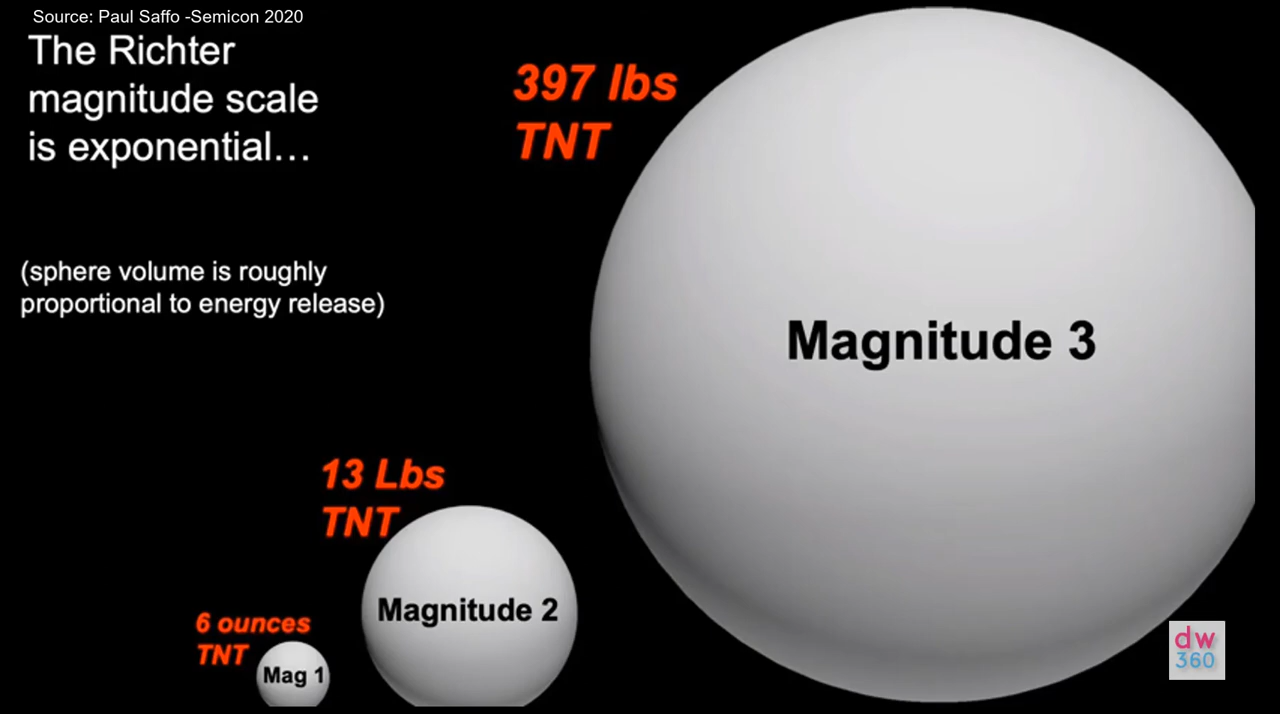 Source: Paul Saffo -Semicon 2020
The Richter
magnitude scale
is exponential…
(sphere volume is roughly
proportional to energy release)
397 lbs
TNT
Magnitude 3
13 Lbs
TNT
Magnitude 2
6 ounces
TNT
Mag 1
dw
360